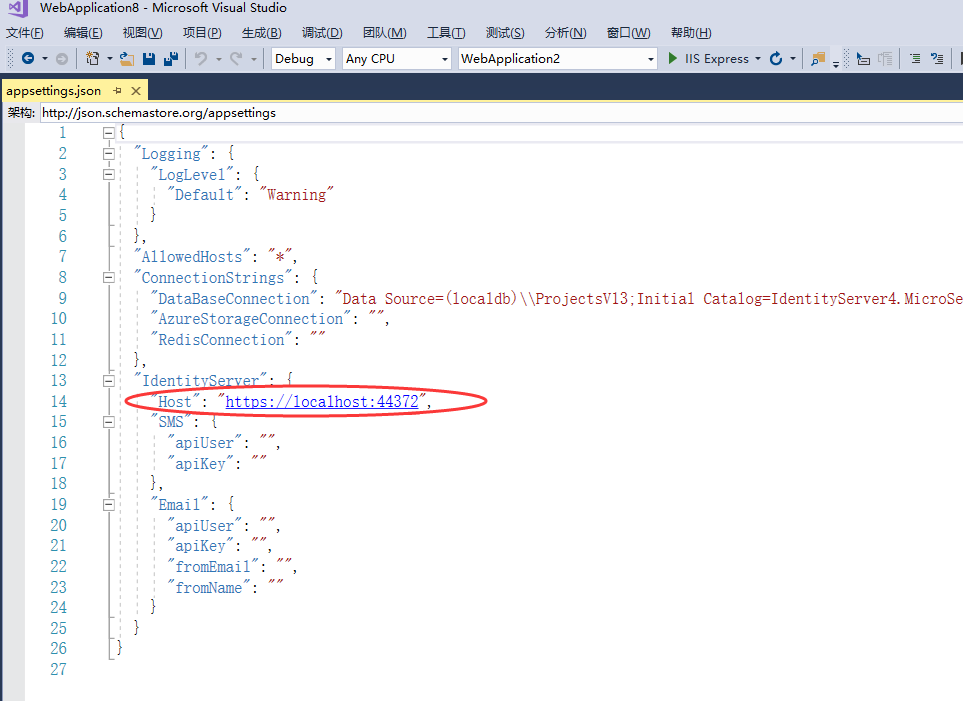 WebApplication8 - Microsoft Visual Studio
文件(F) 编辑(E) 视图(V) 项目(P) 生成(B) 调试(D) 团队(M) 工具(T) 测试(S) 分析(N) 窗口(W) 帮助(H)
Debug Any CPU WebApplication2 IIS Express
appsettings.json
架构: http://json.schemastore.org/appsettings
1 {
2 "Logging": {
3 "LogLevel": {
4 "Default": "Warning"
5 }
6 },
7 "AllowedHosts": "*",
8 "ConnectionStrings": {
9 "DataBaseConnection": "Data Source=(localdb)\\ProjectsV13;Initial Catalog=IdentityServer4.MicroSe
10 "AzureStorageConnection": "",
11 "RedisConnection": ""
12 },
13 "IdentityServer": {
14 "Host": "https://localhost:44372",
15 "SMS": {
16 "apiUser": "",
17 "apiKey": ""
18 },
19 "Email": {
20 "apiUser": "",
21 "apiKey": "",
22 "fromEmail": "",
23 "fromName": ""
24 }
25 }
26 }
27